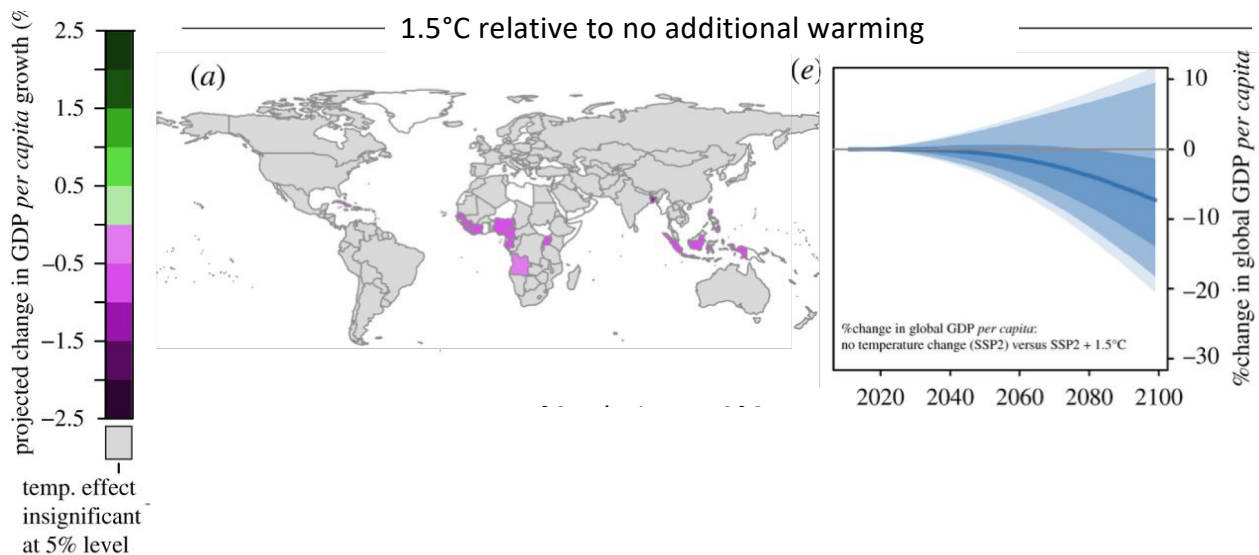 1.5°C relative to no additional warming
projected change in GDP per capita growth (%
2.5
1.5
0.5
−0.5
−1.5
−2.5
temp. effect
insignificant
at 5% level
(a)
(e)
10
0
−10
−20
−30
%change in global GDP per capita
%change in global GDP per capita:
no temperature change (SSP2) versus SSP2 + 1.5°C
2020 2040 2060 2080 2100